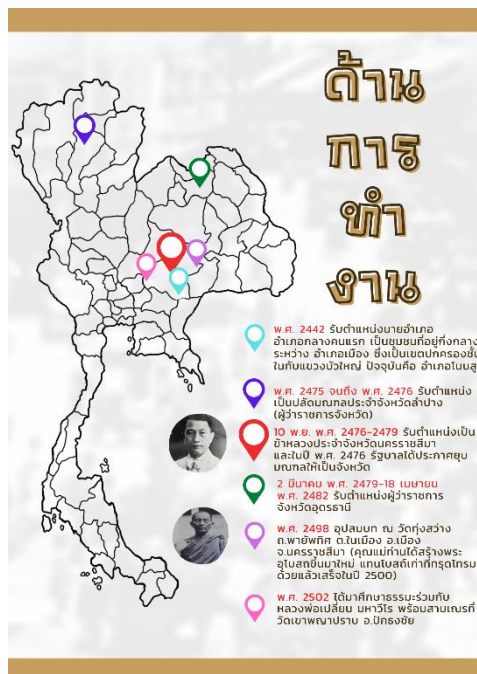 ด้าน
การ
ทำ
งาน
พ.ศ. 2442 รับตำแหน่งนายอำเภอ
อำเภอกลางคนแรก เป็นชุมชนที่อยู่กึ่งกลาง
ระหว่าง อำเภอเมือง ซึ่งเป็นเขตปกครองชั้น
ในกับแขวงบัวใหญ่ ปัจจุบันคือ อำเภอโนนสู
พ.ศ. 2475 จนถึง พ.ศ. 2476 รับตำแหน่ง
เป็นปลัดมณฑลประจำจังหวัดลำปาง
(ผู้ว่าราชการจังหวัด)
10 พ.ย. พ.ศ. 2476-2479 รับตำแหน่งเป็น
ข้าหลวงประจำจังหวัดนครราชสีมา
และในปี พ.ศ. 2476 รัฐบาลได้ประกาศยุบ
มณฑลให้เป็นจังหวัด
2 มีนาคม พ.ศ. 2479-18 เมษายน
พ.ศ. 2482 รับตำแหน่งผู้ว่าราชการ
จังหวัดอุดรธานี
พ.ศ. 2498 อุปสมบท ณ วัดทุ่งสว่าง
ถ.พายัพทิศ ต.ในเมือง อ.เมือง
จ.นครราชสีมา (คุณแม่ท่านได้สร้างพระ
อุโบสถขึ้นมาใหม่ แทนโบสถ์เก่าที่ทรุดโทรม
ด้วยแล้วเสร็จในปี 2500)
พ.ศ. 2502 ได้มาศึกษาธรรมะร่วมกับ
หลวงพ่อเปลี่ยน มหาวีโร พร้อมสามเณรที่
วัดเขาพญาปราบ อ.ปักธงชัย